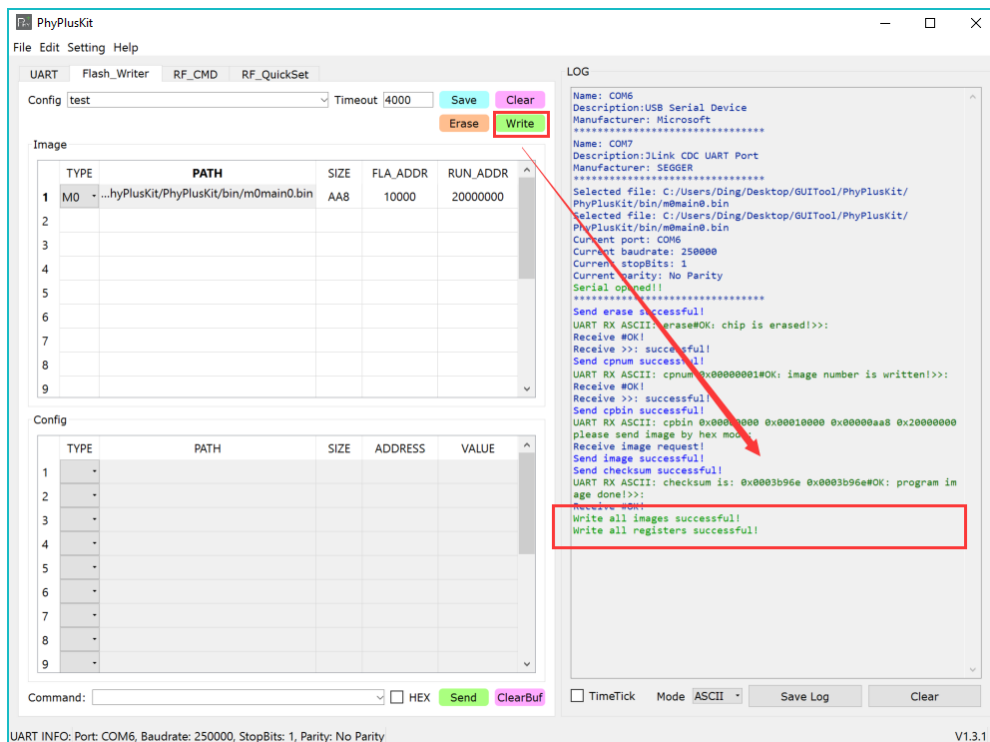 PhyPlusKit
File Edit Setting Help
UART Flash_Writer RF_CMD RF_QuickSet
Config test Timeout 4000 Save Clear
Erase Write
Image
TYPE PATH SIZE FLA_ADDR RUN_ADDR
1 M0 ...hyPlusKit/PhyPlusKit/bin/m0main0.bin AA8 10000 20000000
2
3
4
5
6
7
8
9
Config
TYPE PATH SIZE ADDRESS VALUE
1
2
3
4
5
6
7
8
9
Command: HEX Send ClearBuf
LOG
Name: COM6
Description:USB Serial Device
Manufacturer: Microsoft
********************************
Name: COM7
Description:JLink CDC UART Port
Manufacturer: SEGGER
********************************
Selected file: C:/Users/Ding/Desktop/GUITool/PhyPlusKit/
PhyPlusKit/bin/m0main0.bin
Selected file: C:/Users/Ding/Desktop/GUITool/PhyPlusKit/
PhyPlusKit/bin/m0main0.bin
Current port: COM6
Current baudrate: 250000
Current stopBits: 1
Current parity: No Parity
Serial opened!!
********************************
Send erase successful!
UART RX ASCII: erase#OK: chip is erased!>>:
Receive #OK!
Receive >>: successful!
Send cpnum successful!
UART RX ASCII: cpnum 0x00000001#OK: image number is written!>>:
Receive #OK!
Receive >>: successful!
Send cpbin successful!
UART RX ASCII: cpbin 0x00000000 0x00010000 0x00000aa8 0x20000000
please send image by hex mode:
Receive image request!
Send image successful!
Send checksum successful!
UART RX ASCII: checksum is: 0x0003b96e 0x0003b96e#OK: program im
age done!>>:
Receive #OK!
Write all images successful!
Write all registers successful!
TimeTick Mode ASCII Save Log Clear
UART INFO: Port: COM6, Baudrate: 250000, StopBits: 1, Parity: No Parity V1.3.1